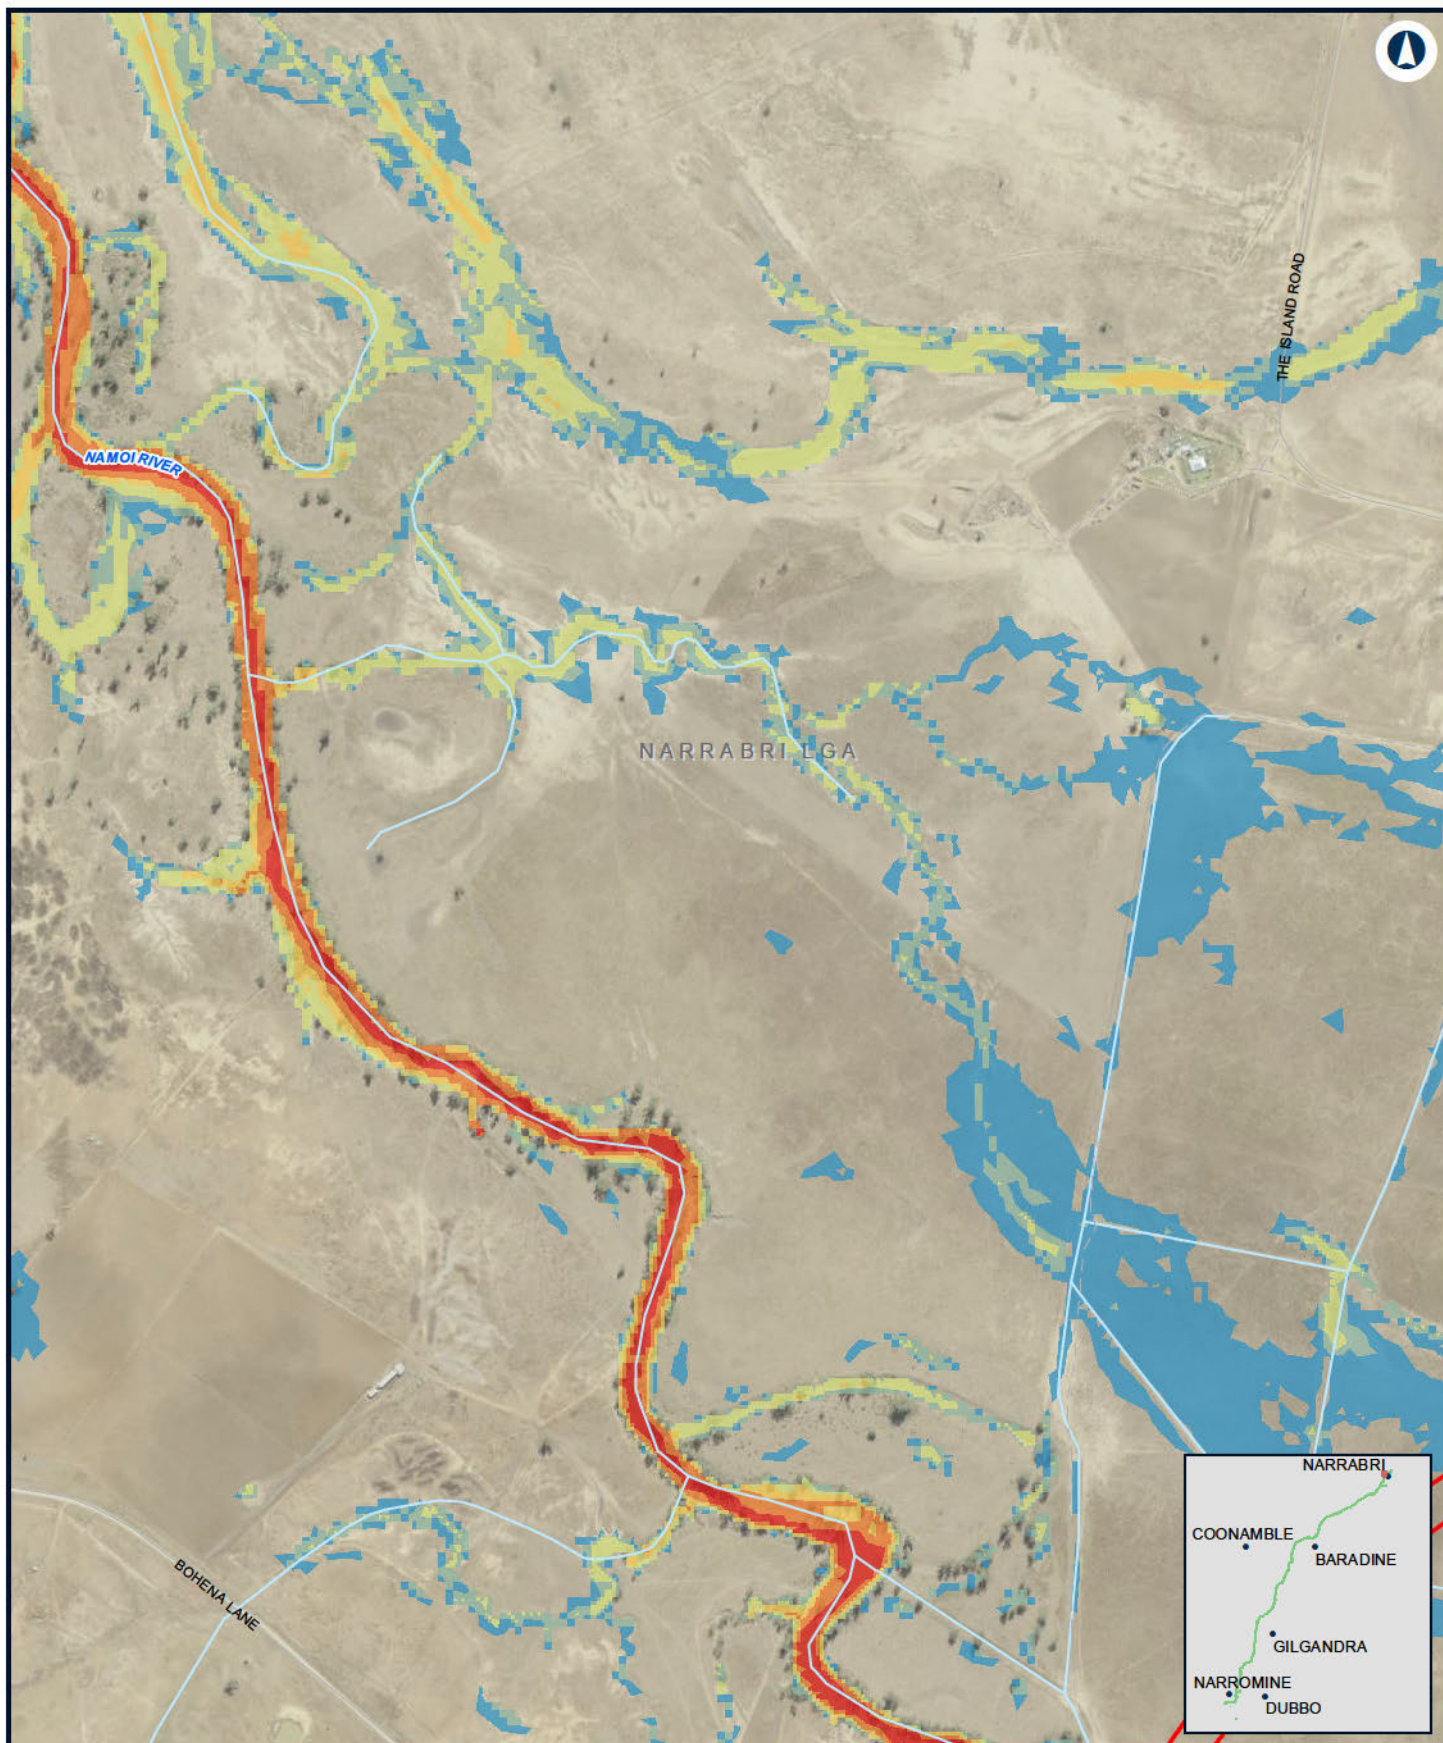 THE ISLAND ROAD
NAMOI RIVER
NARRABRI LGA
BOHENA LANE
NARRABRI
COONAMBLE
BARADINE
GILGANDRA
NARROMINE
DUBBO